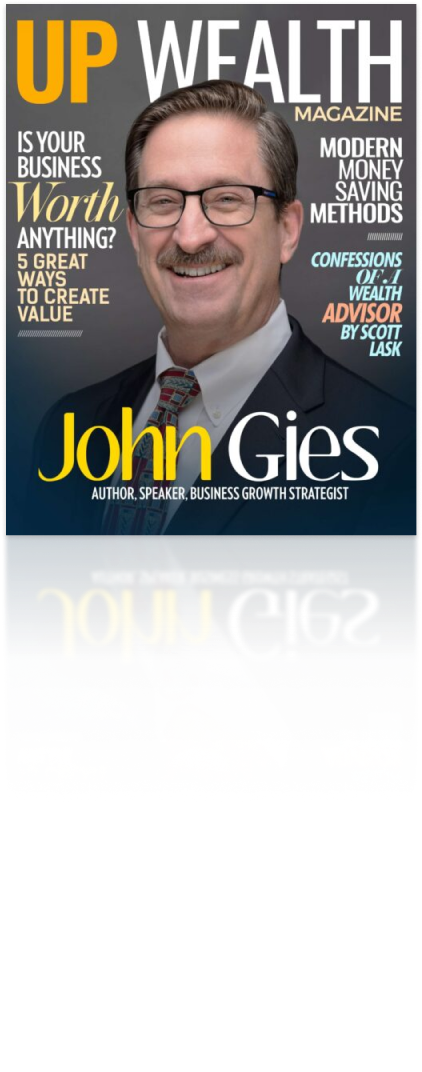 UP WEALTH
MAGAZINE
IS YOUR
BUSINESS
Worth
ANYTHING?
5 GREAT
WAYS
TO CREATE
VALUE
MODERN
MONEY
SAVING
METHODS
CONFESSIONS
OF A
WEALTH
ADVISOR
BY SCOTT
LASK
John Gies
AUTHOR, SPEAKER, BUSINESS GROWTH STRATEGIST